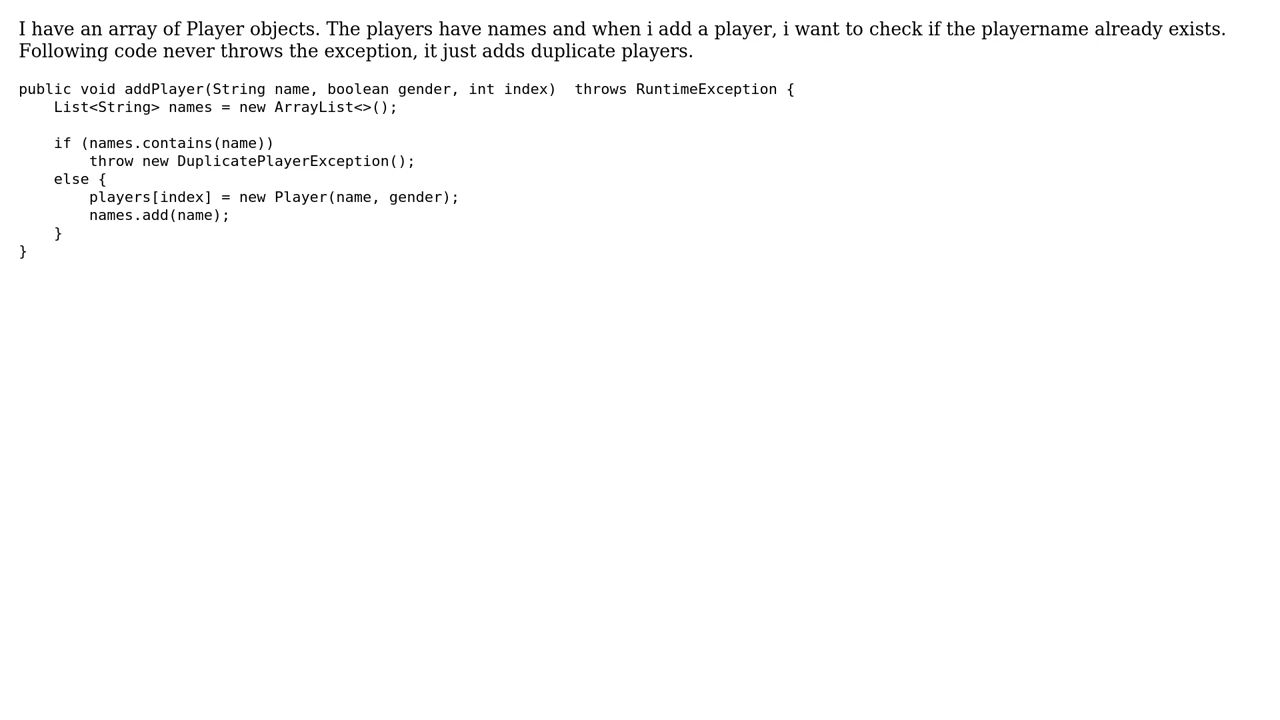 I have an array of Player objects. The players have names and when i add a player, i want to check if the playername already exists.
Following code never throws the exception, it just adds duplicate players.
public void addPlayer(String name, boolean gender, int index)  throws RuntimeException {
    List<String> names = new ArrayList<>();
    if (names.contains(name))
        throw new DuplicatePlayerException();
    else {
        players[index] = new Player(name, gender);
        names.add(name);
    }
}